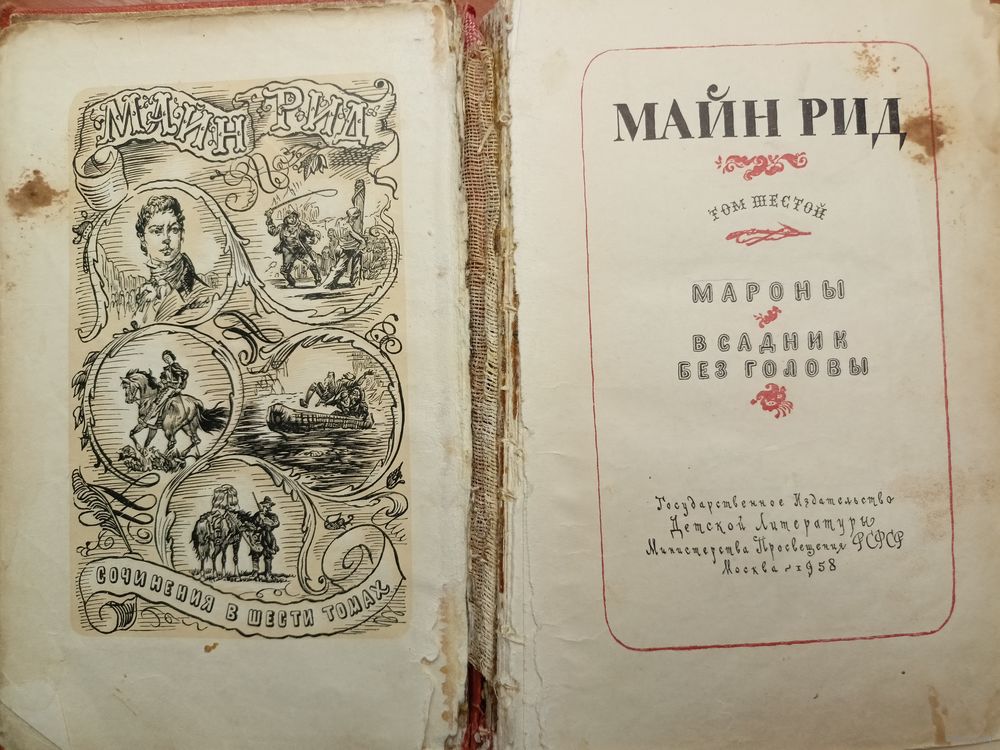 МАЙН РИД
СОЧИНЕНИЯ В ШЕСТИ ТОМАХ
МАЙН РИД
ТОМ ШЕСТОЙ
МАРОНЫ
ВСАДНИК
БЕЗ ГОЛОВЫ
Государственное Издательство
Детской Литературы
Министерства Просвещения РСФСР
Москва ~ 1958